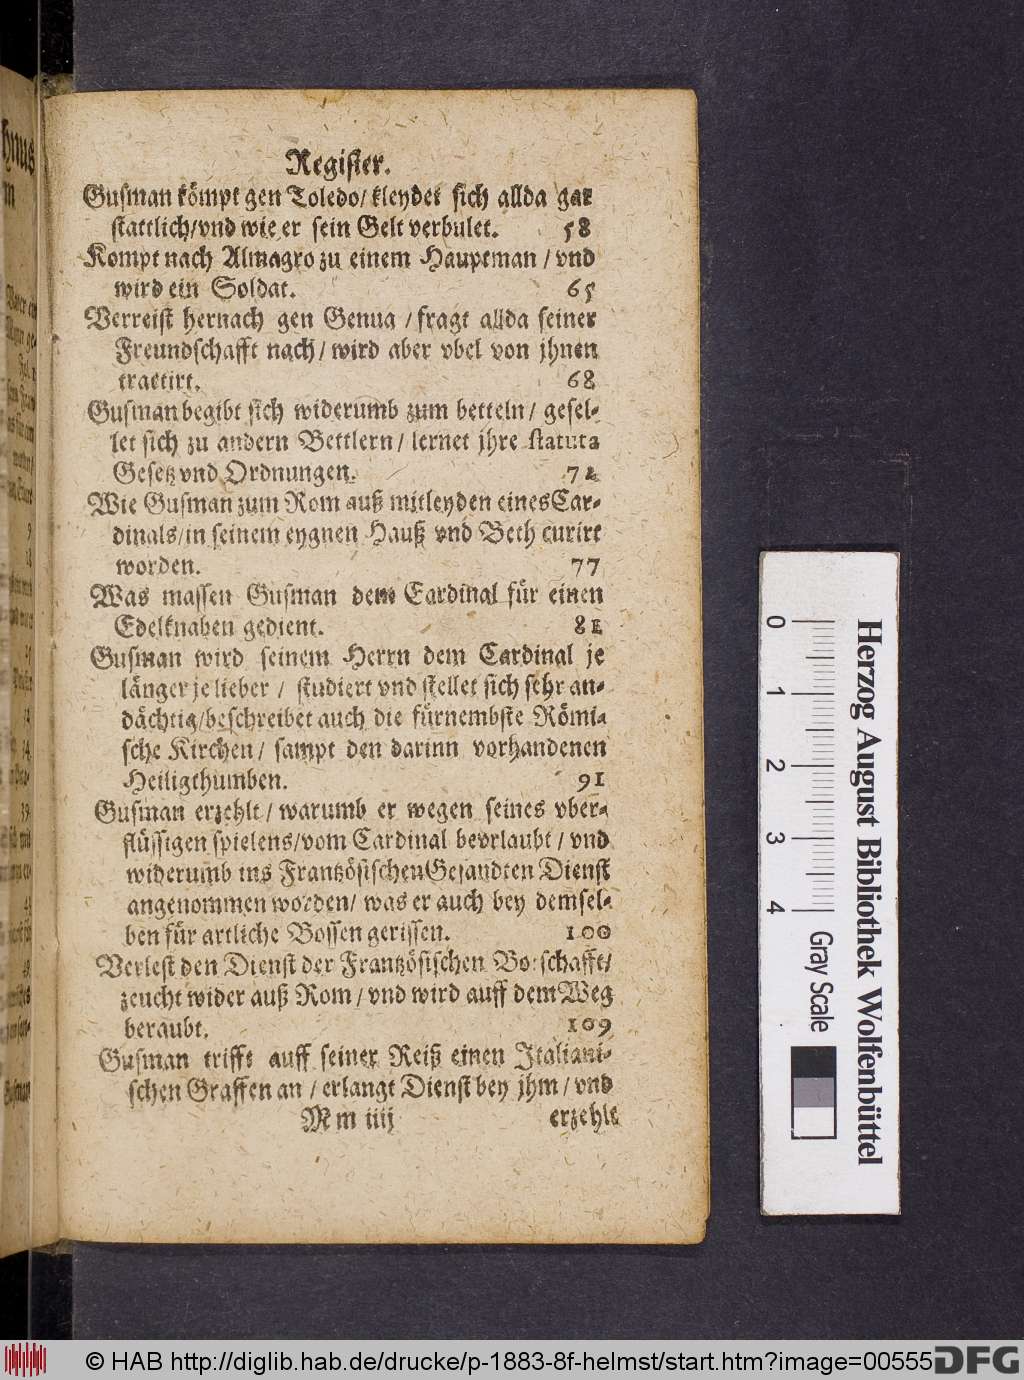 Register.
Gusman kömpt gen Toledo/ kleydet sich allda gar
stattlich/vnd wie er sein Gelt verbulet. 58
Kompt nach Almagro zu einem Hauptman / vnd
wird ein Soldat. 65
Verreist hernach gen Genua / fragt allda seiner
Freundschafft nach/ wird aber vbel von jhnen
tractirt. 68
Gusman begibt sich widerumb zum betteln/ gesel-
let sich zu andern Bettlern/ lernet jhre statuta
Gesetz vnd Ordnungen.
Wie Gusman zum Rom auß mitleyden eines Car-
dinals/in seinem eygnen Hauß vnd Beth curirt
worden. 77
Was massen Gusman dem Cardinal für einen
Edelknaben gedient. 81
Gusman wird seinem Herrn dem Cardinal je
länger je lieber / studiert vnd stellet sich sehr an-
dächtig/beschreibet auch die fürnembste Römi-
sche Kirchen/ sampt den darinn vorhandenen
Heiligthumben. 91
Gusman erzehlt/ warumb er wegen seines vber-
flüssigen spielens/vom Cardinal bevrlaubt/ vnd
widerumb ins Frantzösischen Gesandten Dienst
angenommen worden/ was er auch bey demsel-
ben für artliche Bossen gerissen. 100
Verlest den Dienst der Frantzösischen Botschafft/
zeucht wider auß Rom/ vnd wird auff dem Weg
beraubt. 109
Gusman trifft auff seiner Reiß einen Italiani-
schen Graffen an / erlangt Dienst bey jhm/ vnd
Mm iiij erzehlt
0 1 2 3 4 Gray Scale
Herzog August Bibliothek Wolfenbüttel
© HAB http://diglib.hab.de/drucke/p-1883-8f-helmst/start.htm?image=00555
DFG